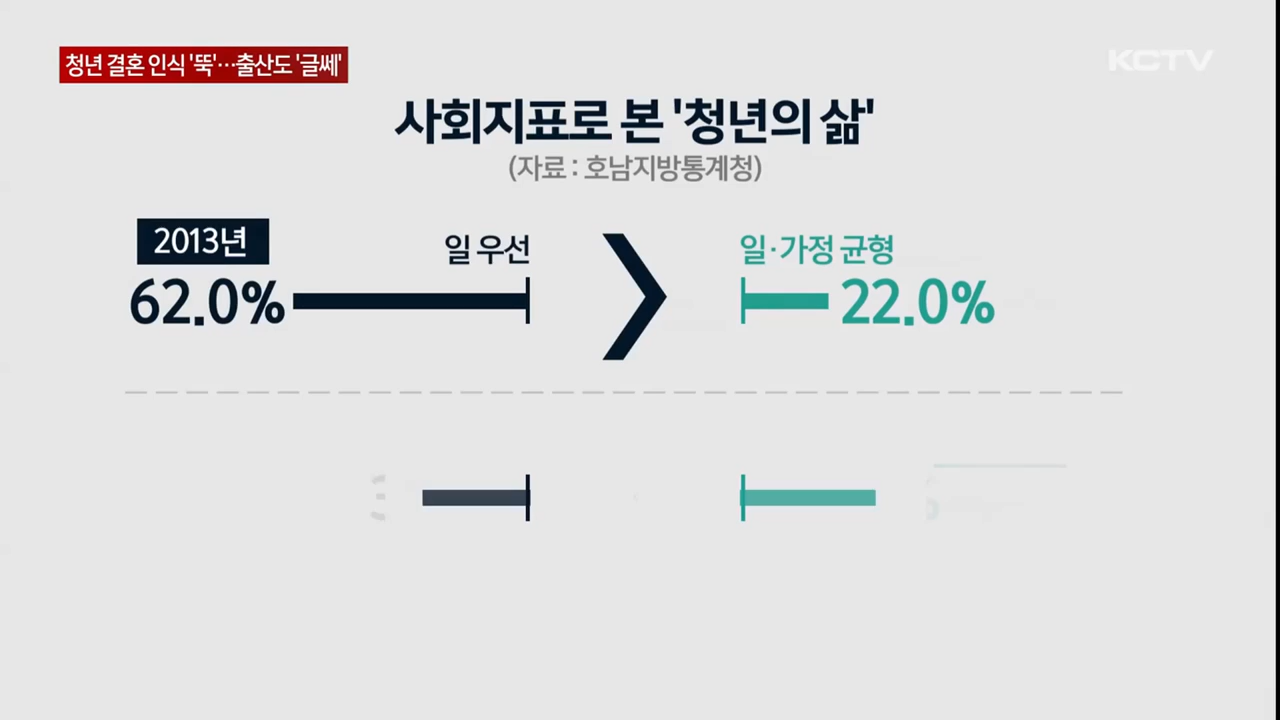 청년 결혼 인식 '뚝'…출산도 '글쎄'
KCTV
사회지표로 본 '청년의 삶'
(자료 : 호남지방통계청)
2013년
일 우선
일·가정 균형
62.0%
22.0%